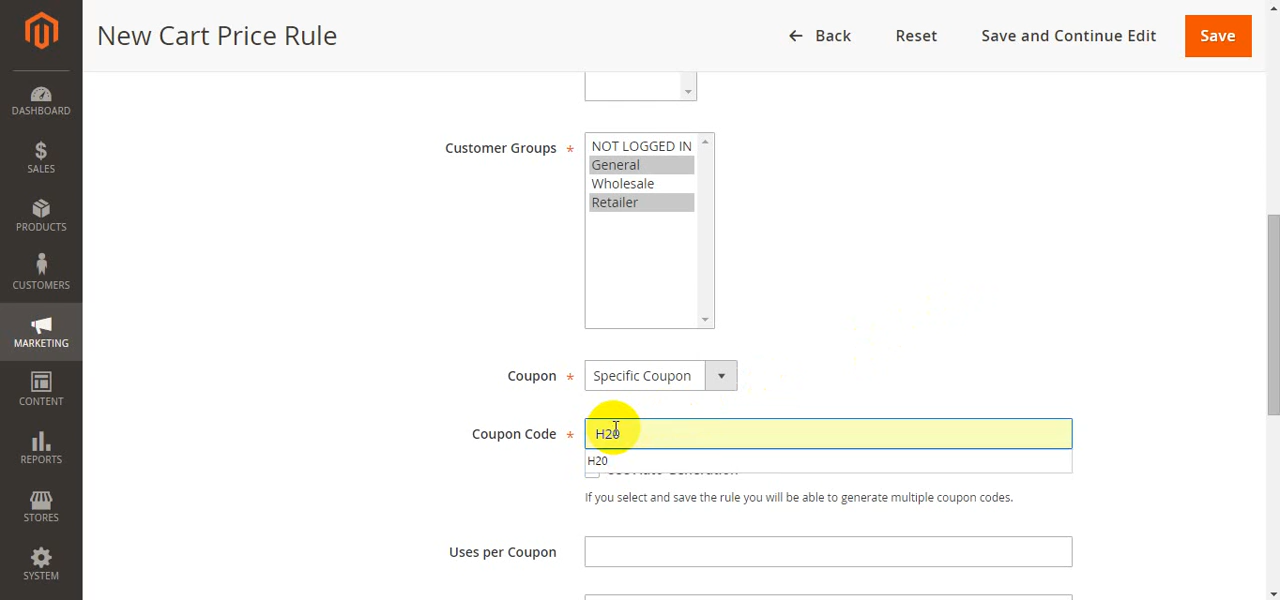 New Cart Price Rule
← Back Reset Save and Continue Edit Save
DASHBOARD
SALES
PRODUCTS
CUSTOMERS
MARKETING
CONTENT
REPORTS
STORES
SYSTEM
Customer Groups *
NOT LOGGED IN
General
Wholesale
Retailer
Coupon * Specific Coupon
Coupon Code * H20
H20
If you select and save the rule you will be able to generate multiple coupon codes.
Uses per Coupon